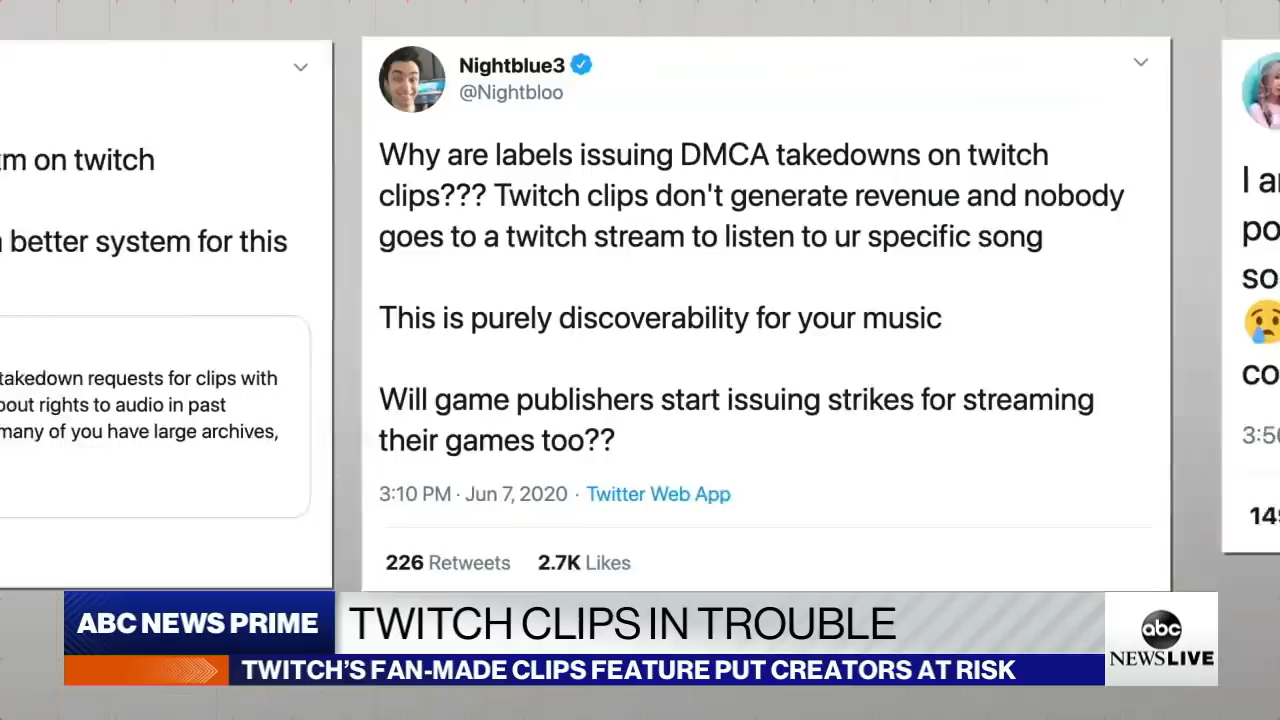 m on twitch
better system for this
takedown requests for clips with
out rights to audio in past
many of you have large archives,
Nightblue3
@Nightbloo
Why are labels issuing DMCA takedowns on twitch
clips??? Twitch clips don't generate revenue and nobody
goes to a twitch stream to listen to ur specific song
This is purely discoverability for your music
Will game publishers start issuing strikes for streaming
their games too??
3:10 PM · Jun 7, 2020 · Twitter Web App
226 Retweets 2.7K Likes
I a
po
so
co
3:5
14
ABC NEWS PRIME
TWITCH CLIPS IN TROUBLE
TWITCH'S FAN-MADE CLIPS FEATURE PUT CREATORS AT RISK
abc
NEWS LIVE